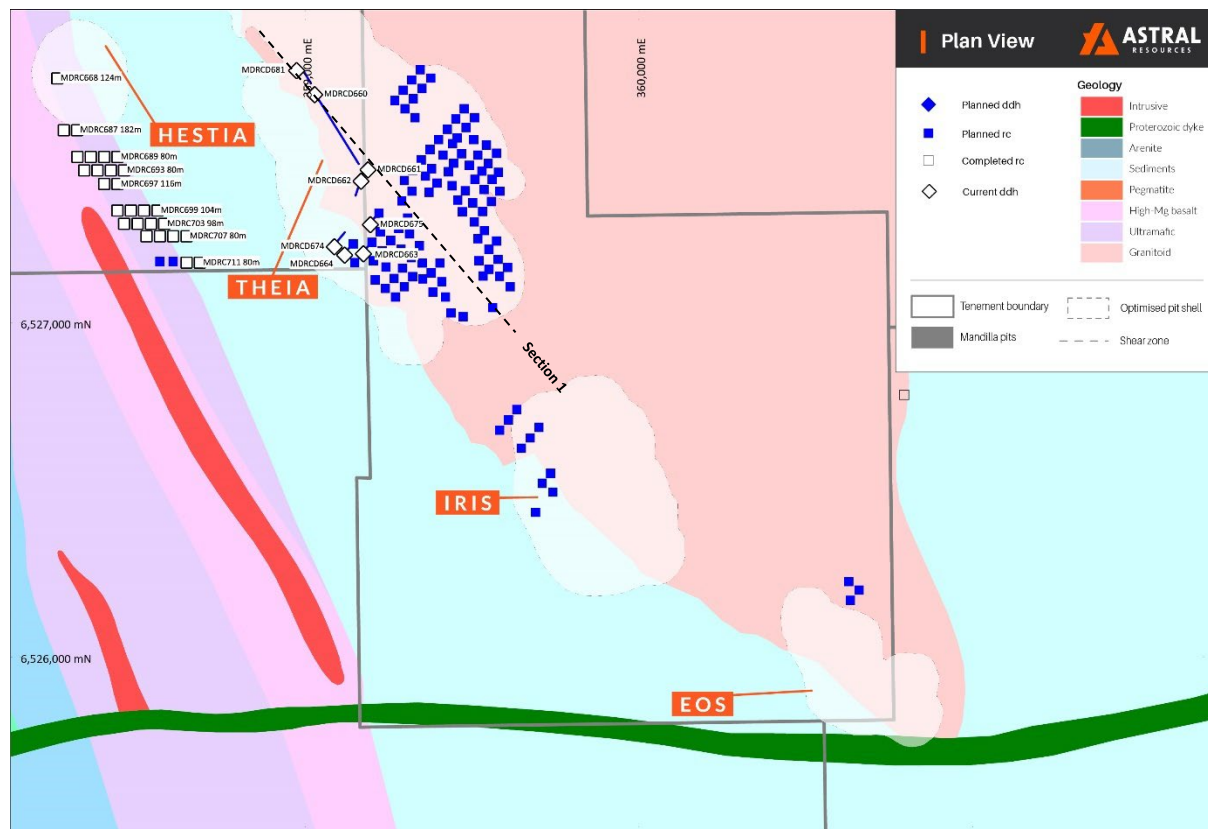 Plan View
ASTRAL
RESOURCES
Planned ddh
Planned rc
Completed rc
Current ddh
Geology
Intrusive
Proterozoic dyke
Arenite
Sediments
Pegmatite
High-Mg basalt
Ultramafic
Granitoid
Tenement boundary
Optimised pit shell
Mandilla pits
Shear zone
360,000 mE
MDRCD681
MDRCD660
MDRC668 124m
HESTIA
MDRC687 182m
MDRC689 80m
MDRC693 80m
MDRC697 116m
MDRCD661
MDRCD662
MDRC699 104m
MDRC703 98m
MDRC707 80m
MDRCD675
MDRCD674
MDRCD663
MDRCD664
MDRC711 80m
THEIA
6,527,000 mN
Section 1
IRIS
6,526,000 mN
EOS